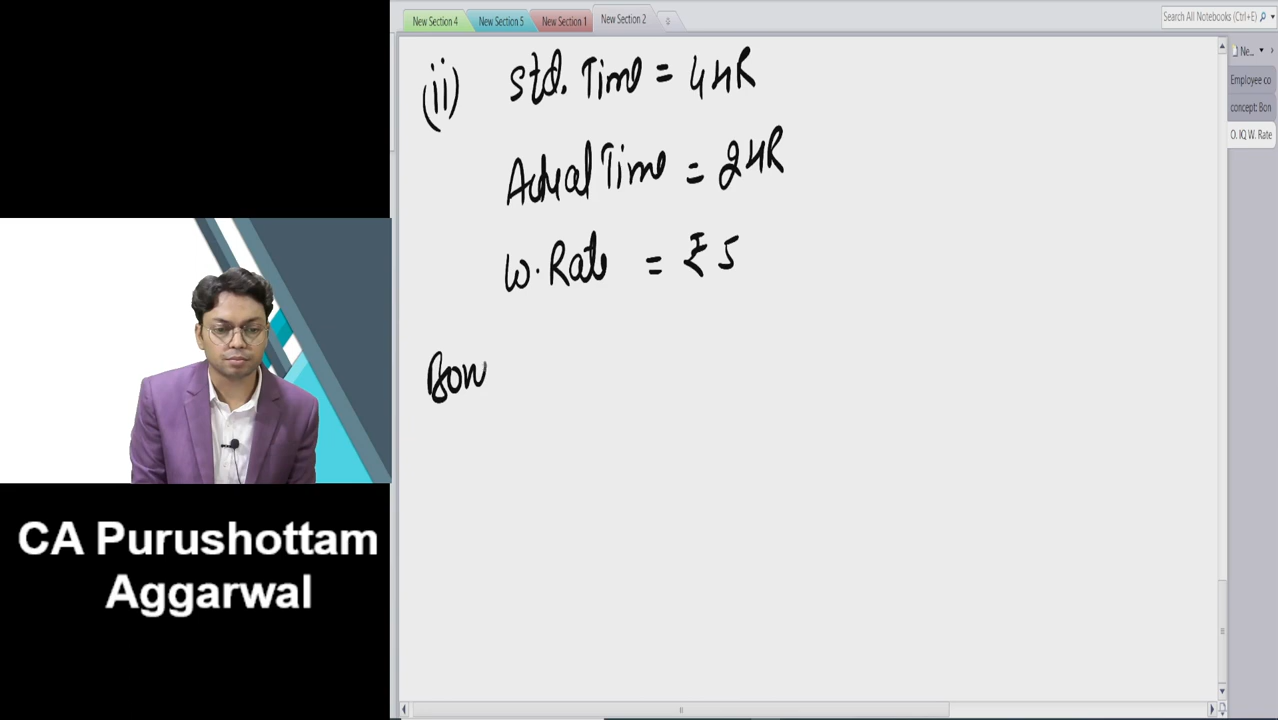 New Section 4 New Section 5 New Section 1 New Section 2
Search All Notebooks (Ctrl+E)
Ne...
Employee co
concept: Bon
O. IQ W. Rate
(ii) Std. Time = 4 HR
Actual Time = 2 HR
W. Rate = ₹ 5
Bon
CA Purushottam
Aggarwal